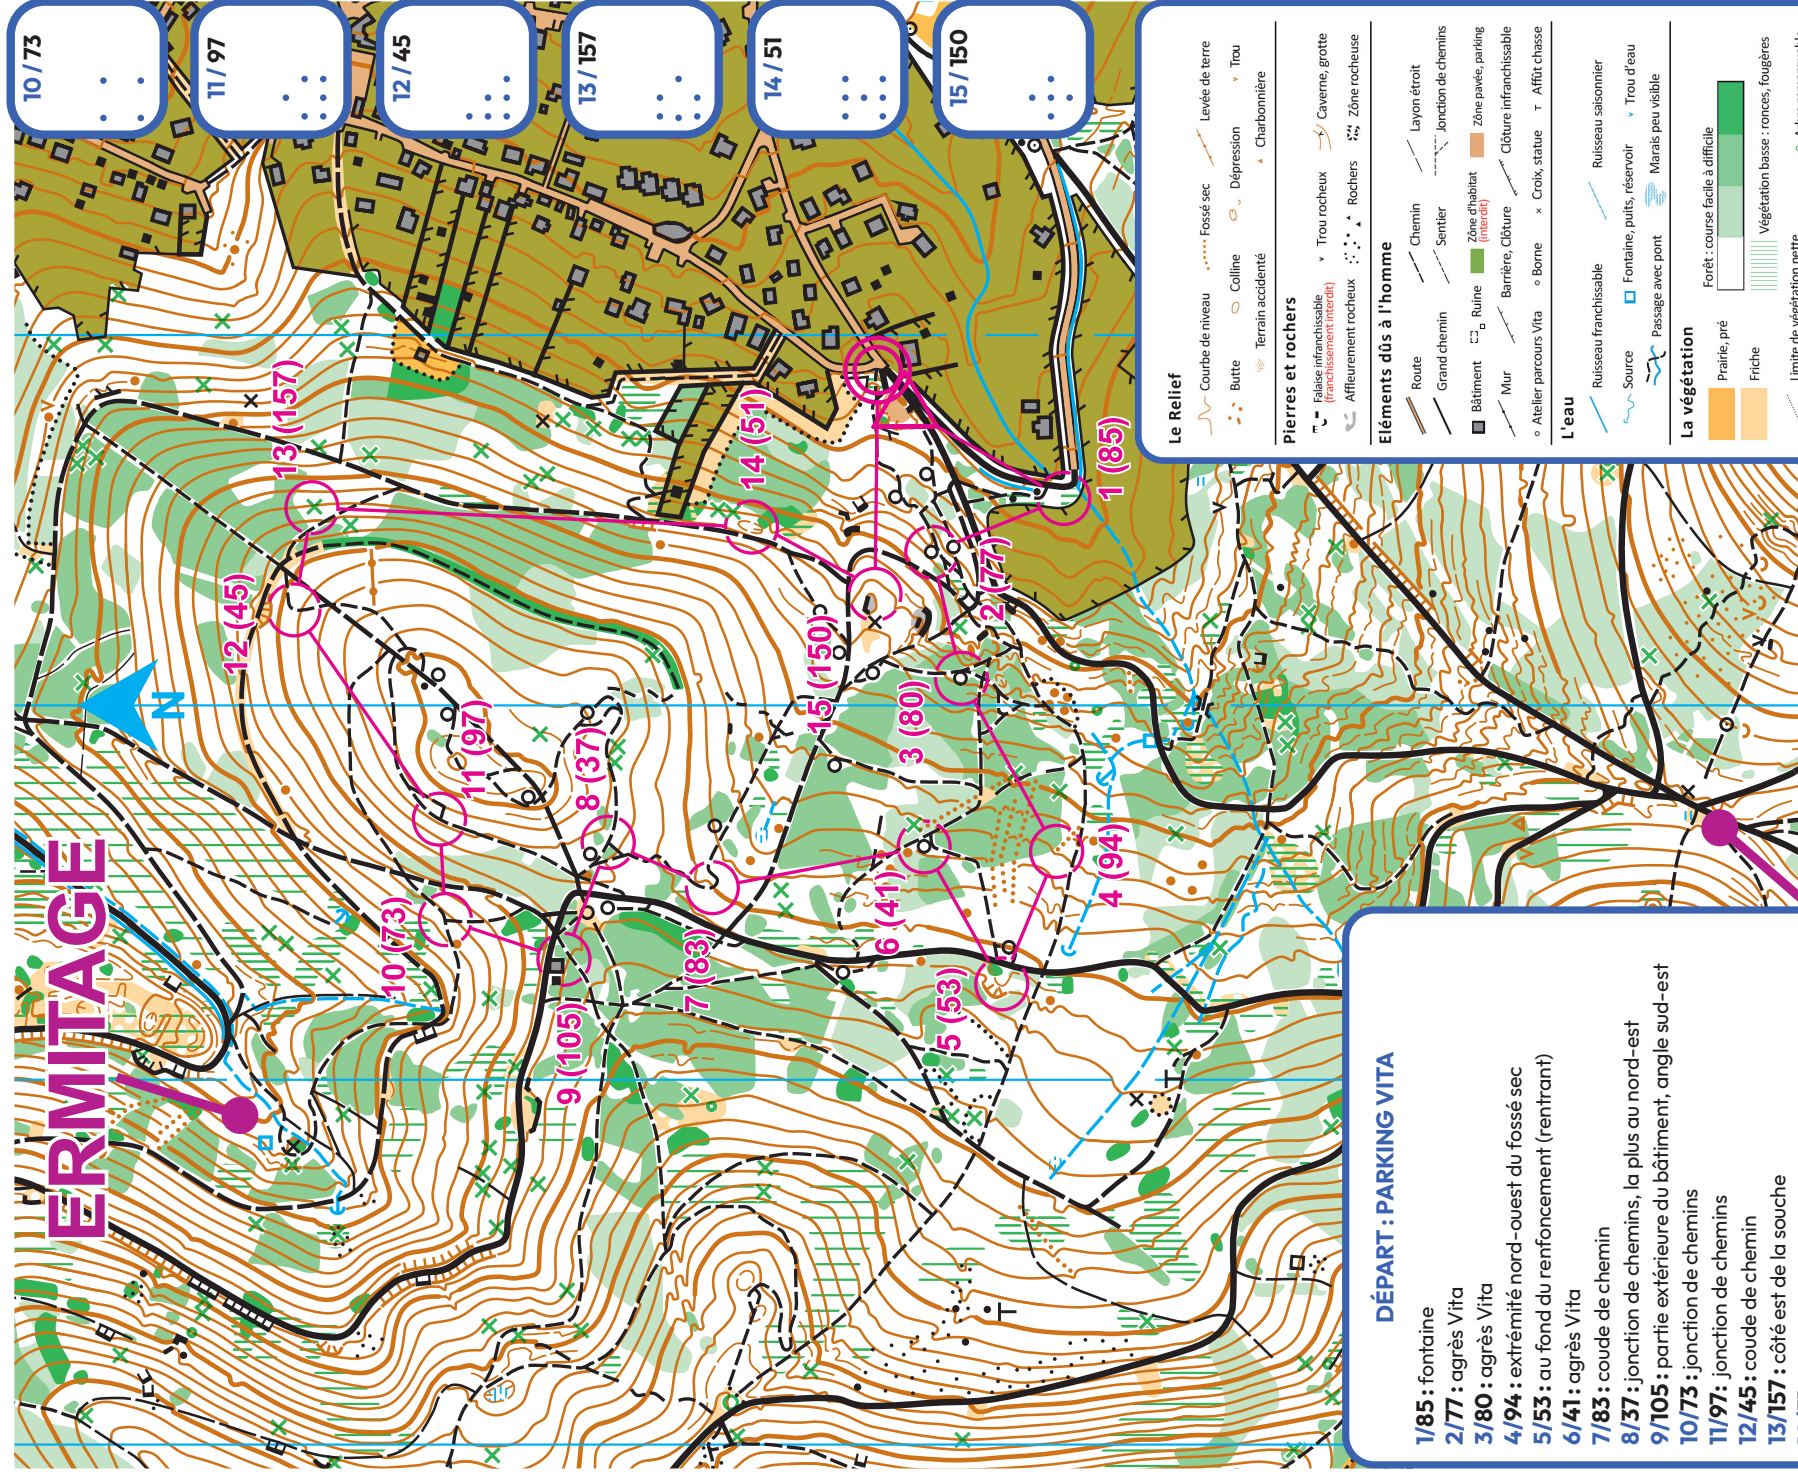 10/73
11/97
12/45
13/157
14/51
15/150
ERMITAGE
N
1 (85)
2 (77)
3 (80)
4 (94)
5 (53)
6 (41)
7 (83)
8 (37)
9 (105)
10 (73)
11 (97)
12 (45)
13 (157)
14 (51)
15 (150)
Le Relief
Courbe de niveau
Fossé sec
Levée de terre
Butte
Colline
Dépression
Trou
Terrain accidenté
Charbonnière
Pierres et rochers
Falaise infranchissable
(franchissement interdit)
Trou rocheux
Caverne, grotte
Affleurement rocheux
Rochers
Zône rocheuse
Eléments dûs à l'homme
Route
Chemin
Layon étroit
Grand chemin
Sentier
Jonction de chemins
Bâtiment
Ruine
Zône d'habitat
(interdit)
Zône pavée, parking
Mur
Barrière, Clôture
Clôture infranchissable
Atelier parcours Vita
Borne
Croix, statue
Affût chasse
L'eau
Ruisseau franchissable
Ruisseau saisonnier
Source
Fontaine, puits, réservoir
Trou d'eau
Passage avec pont
Marais peu visible
La végétation
Prairie, pré
Forêt : course facile à difficile
Friche
Végétation basse : ronces, fougères
Limite de végétation nette
DÉPART : PARKING VITA
1/85 : fontaine
2/77 : agrès Vita
3/80 : agrès Vita
4/94 : extrémité nord-ouest du fossé sec
5/53 : au fond du renfoncement (rentrant)
6/41 : agrès Vita
7/83 : coude de chemin
8/37 : jonction de chemins, la plus au nord-est
9/105 : partie extérieure du bâtiment, angle sud-est
10/73 : jonction de chemins
11/97 : jonction de chemins
12/45 : coude de chemin
13/157 : côté est de la souche